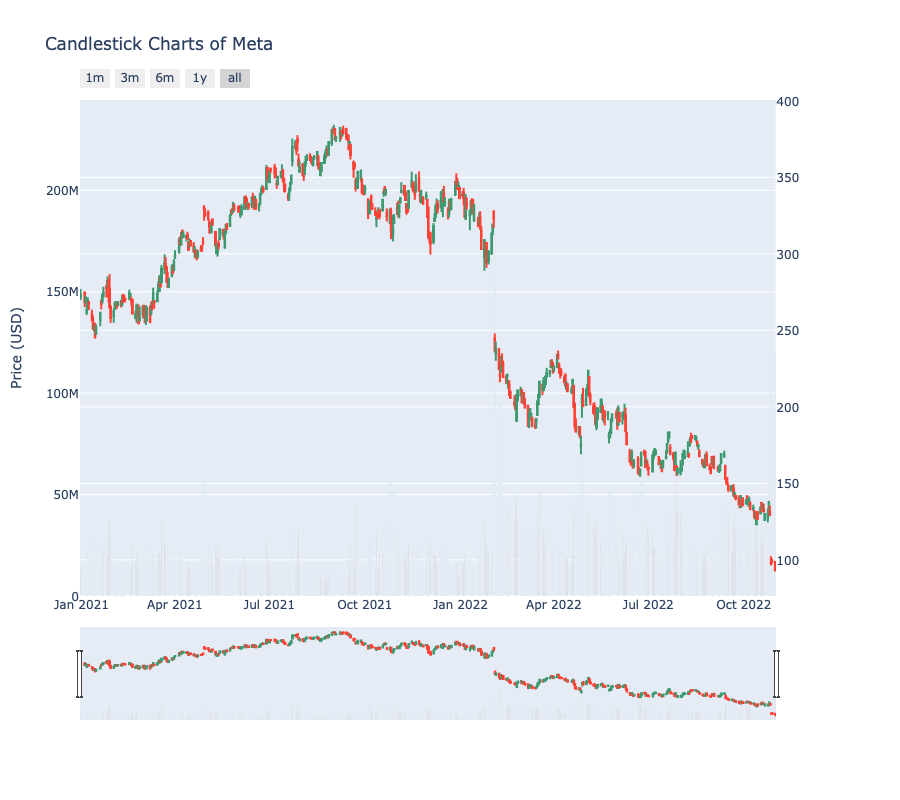 Candlestick Charts of Meta
1m 3m 6m 1y all
400
350
300
250
200
150
100
200M
150M
100M
50M
0
Price (USD)
Jan 2021 Apr 2021 Jul 2021 Oct 2021 Jan 2022 Apr 2022 Jul 2022 Oct 2022